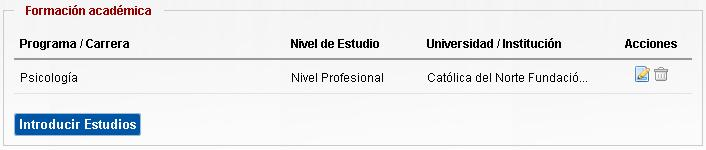 Formación académica
Programa / Carrera Nivel de Estudio Universidad / Institución Acciones
Psicología Nivel Profesional Católica del Norte Fundació...
Introducir Estudios